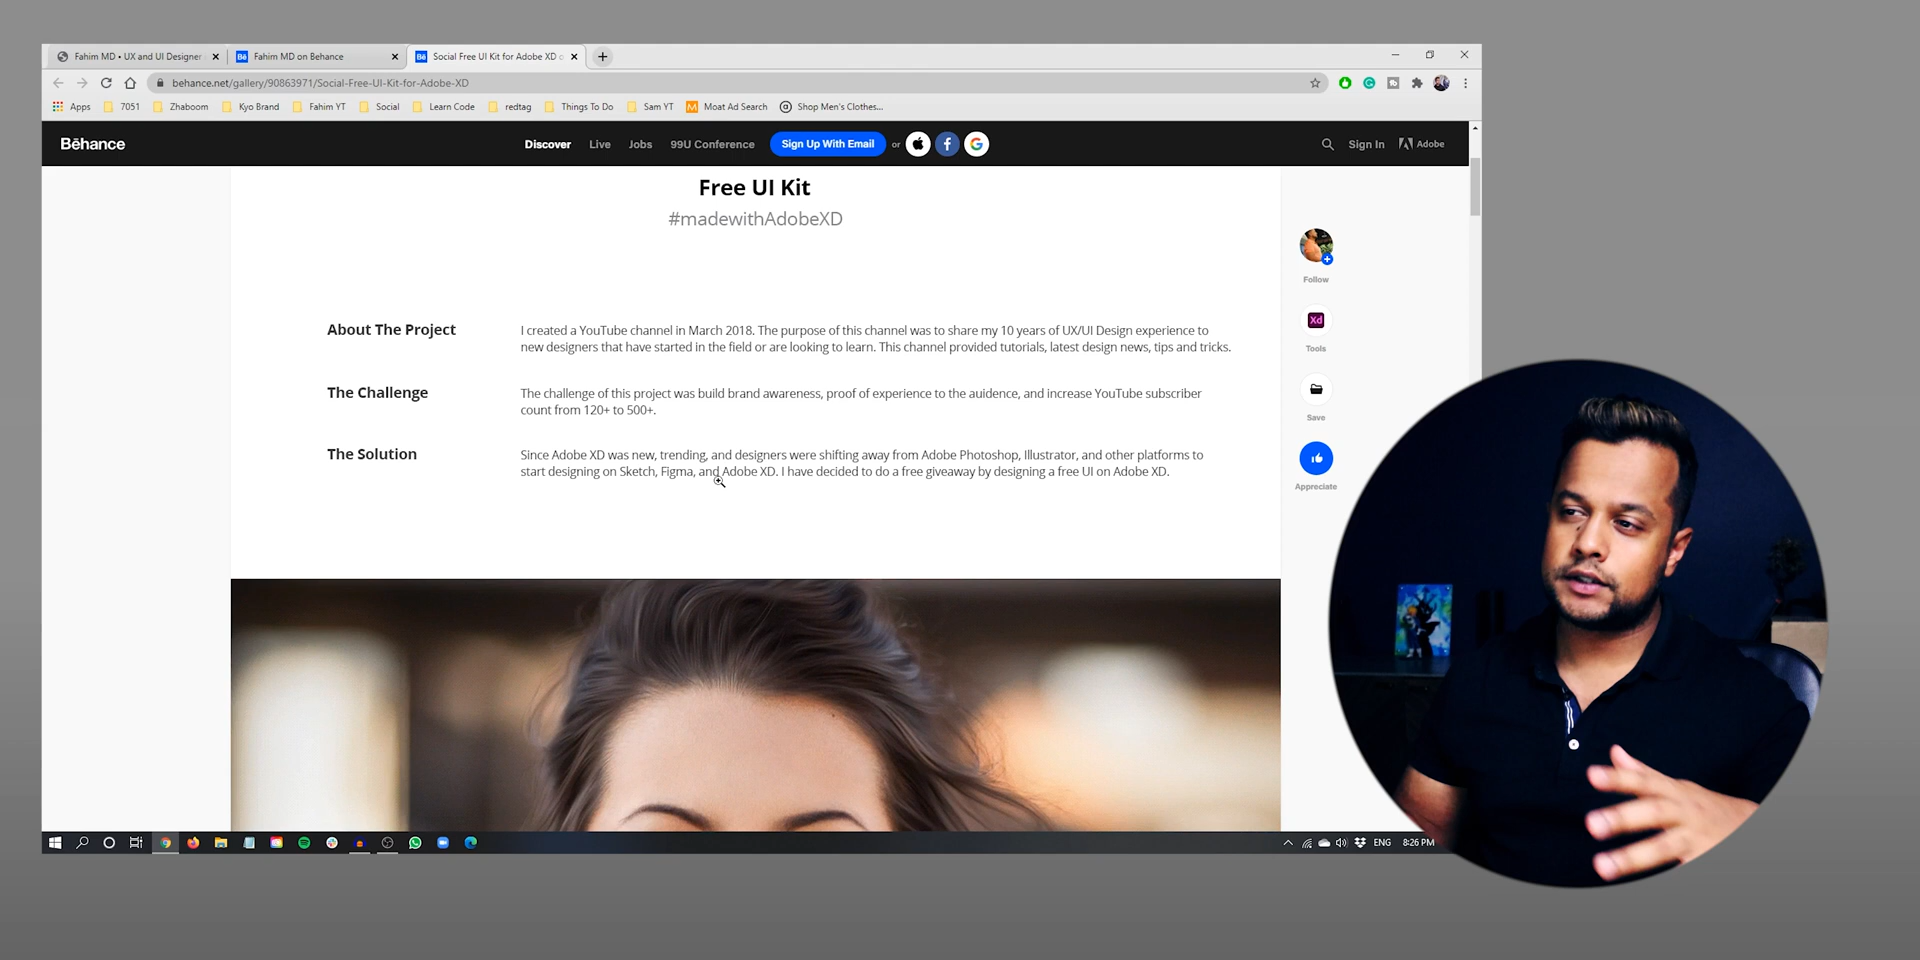 Fahim MD • UX and UI Designer
Bē Fahim MD on Behance
Bē Social Free UI Kit for Adobe XD o
behance.net/gallery/90863971/Social-Free-UI-Kit-for-Adobe-XD
Apps 7051 Zhaboom Kyo Brand Fahim YT Social Learn Code redtag Things To Do Sam YT Moat Ad Search Shop Men's Clothes...
Bēhance Discover Live Jobs 99U Conference Sign Up With Email or Sign In Adobe
Free UI Kit
#madewithAdobeXD
Follow
About The Project
I created a YouTube channel in March 2018. The purpose of this channel was to share my 10 years of UX/UI Design experience to
new designers that have started in the field or are looking to learn. This channel provided tutorials, latest design news, tips and tricks.
Xd
Tools
The Challenge
The challenge of this project was build brand awareness, proof of experience to the auidence, and increase YouTube subscriber
count from 120+ to 500+.
Save
The Solution
Since Adobe XD was new, trending, and designers were shifting away from Adobe Photoshop, Illustrator, and other platforms to
start designing on Sketch, Figma, and Adobe XD. I have decided to do a free giveaway by designing a free UI on Adobe XD.
Appreciate
ENG 8:26 PM